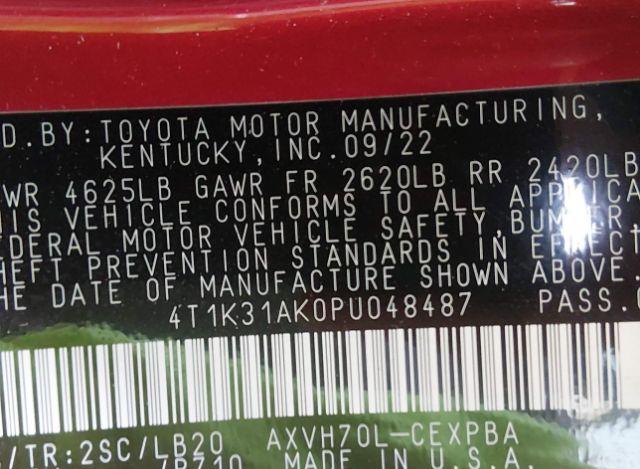 D.BY:TOYOTA MOTOR MANUFACTURING,
KENTUCKY,INC.09/22
WR 4625LB GAWR FR 2620LB RR 2420LB
IS VEHICLE CONFORMS TO ALL APPLICA
EDERAL MOTOR VEHICLE SAFETY,BUMPER,
HEFT PREVENTION STANDARDS IN EFFECT
HE DATE OF MANUFACTURE SHOWN ABOVE
4T1K31AK0PU048487 PASS.
/TR:2SC/LB20 AXVH70L-CEXPBA
MADE IN U.S.A.